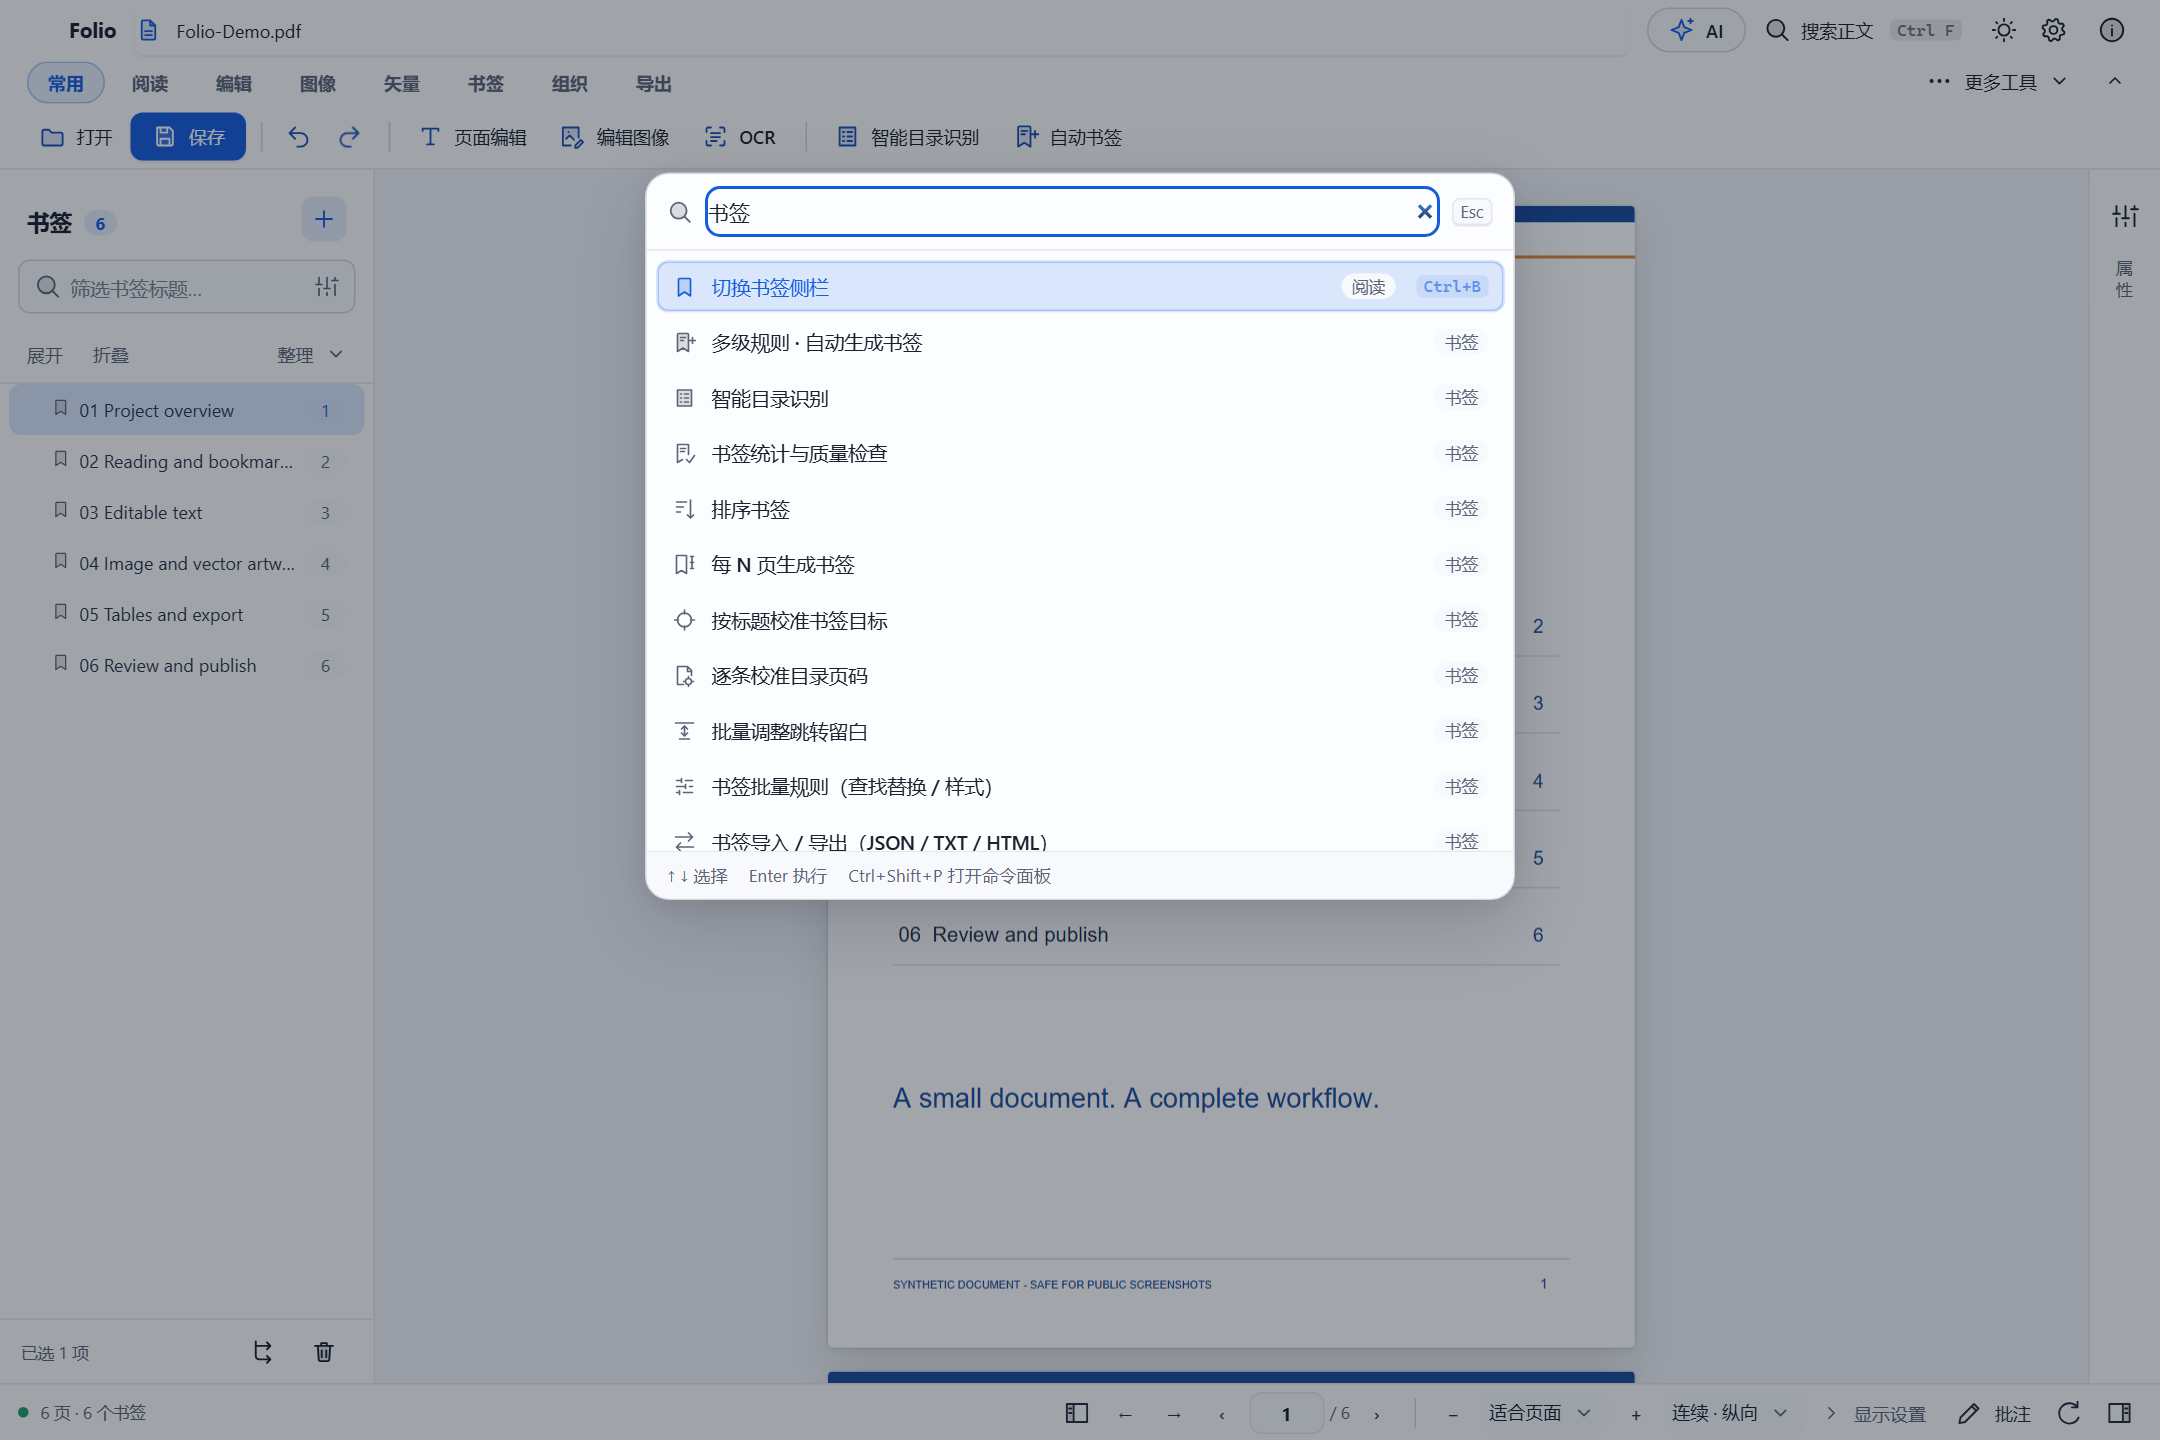 Folio
Folio-Demo.pdf
AI
搜索正文
Ctrl F
常用
阅读
编辑
图像
矢量
书签
组织
导出
更多工具
打开
保存
页面编辑
编辑图像
OCR
智能目录识别
自动书签
书签 6
筛选书签标题...
展开
折叠
整理
01 Project overview 1
02 Reading and bookmar... 2
03 Editable text 3
04 Image and vector artw... 4
05 Tables and export 5
06 Review and publish 6
已选 1 项
书签
Esc
切换书签侧栏 阅读 Ctrl+B
多级规则 · 自动生成书签 书签
智能目录识别 书签
书签统计与质量检查 书签
排序书签 书签
每 N 页生成书签 书签
按标题校准书签目标 书签
逐条校准目录页码 书签
批量调整跳转留白 书签
书签批量规则（查找替换 / 样式） 书签
书签导入 / 导出（JSON / TXT / HTML） 书签
↑↓ 选择
Enter 执行
Ctrl+Shift+P 打开命令面板
2
3
4
5
06 Review and publish 6
A small document. A complete workflow.
SYNTHETIC DOCUMENT - SAFE FOR PUBLIC SCREENSHOTS 1
属性
6 页 · 6 个书签
← → ‹ 1 / 6 ›
− 适合页面 +
连续 · 纵向
显示设置
批注